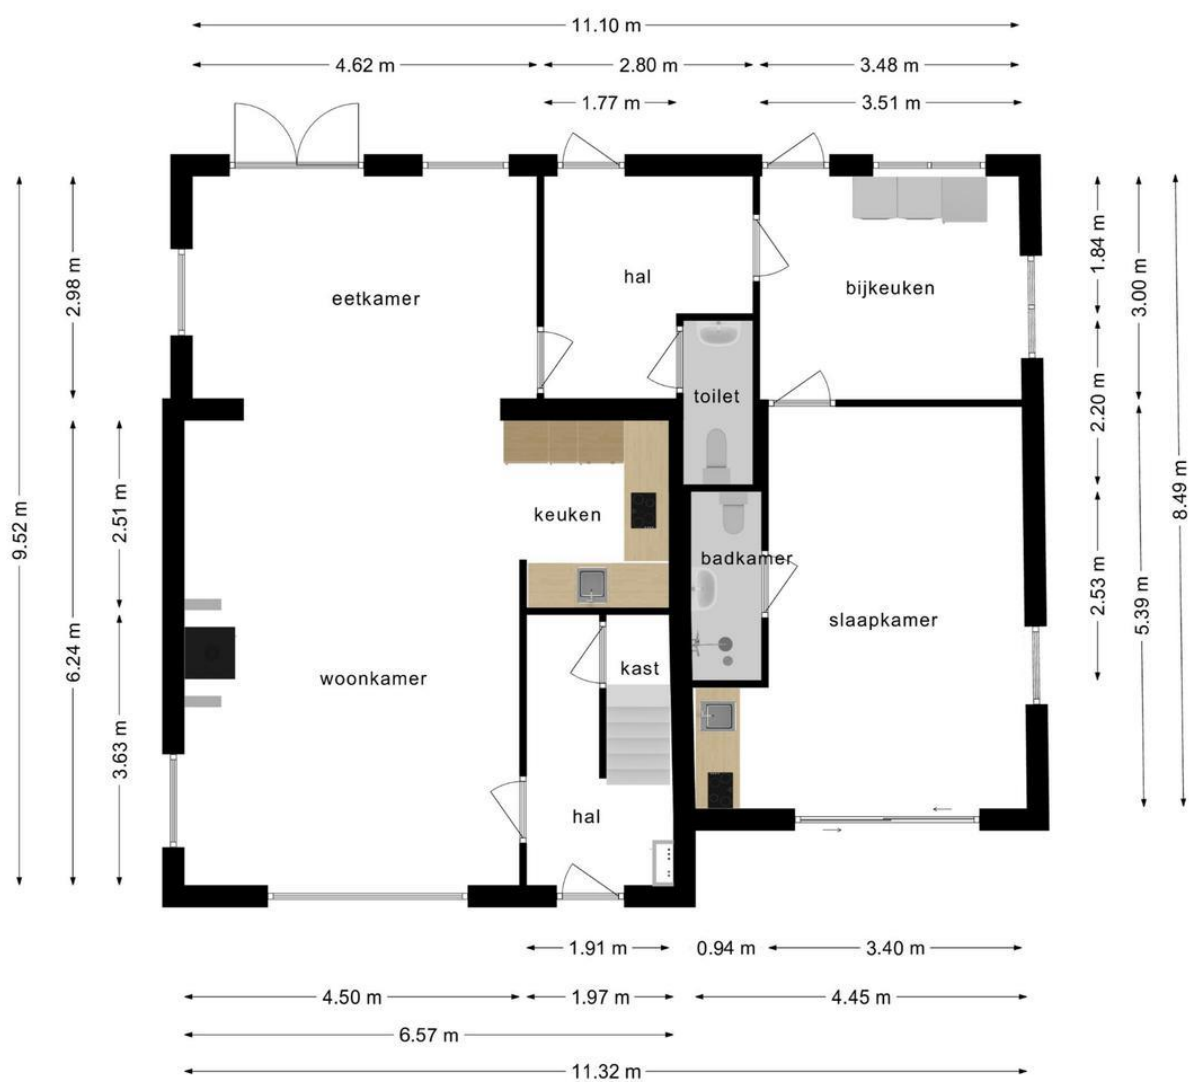 11.10 m
4.62 m
2.80 m
3.48 m
1.77 m
3.51 m
9.52 m
2.98 m
6.24 m
2.51 m
3.63 m
eetkamer
hal
bijkeuken
toilet
keuken
badkamer
slaapkamer
kast
woonkamer
hal
1.84 m
3.00 m
2.20 m
8.49 m
2.53 m
5.39 m
1.91 m
0.94 m
3.40 m
4.50 m
1.97 m
4.45 m
6.57 m
11.32 m